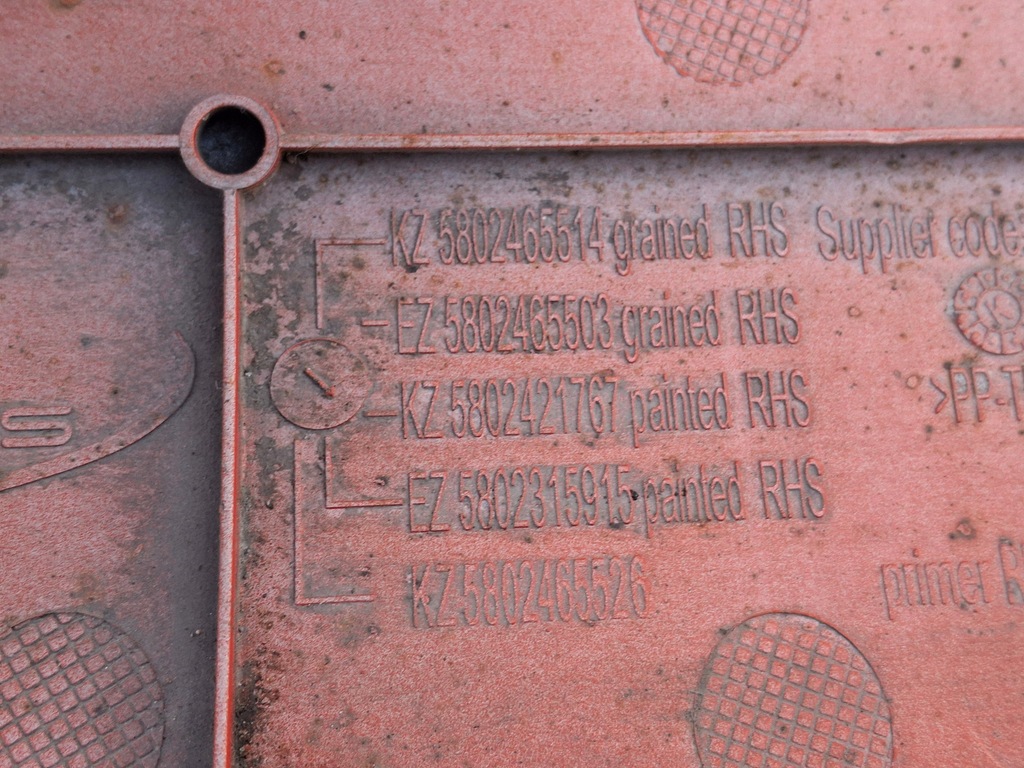 KZ 5802465514 grained RHS Supplier code
EZ 5802465503 grained RHS
KZ 5802421767 painted RHS
>PP-T
EZ 5802315915 painted RHS
KZ 5802465526
primer
S